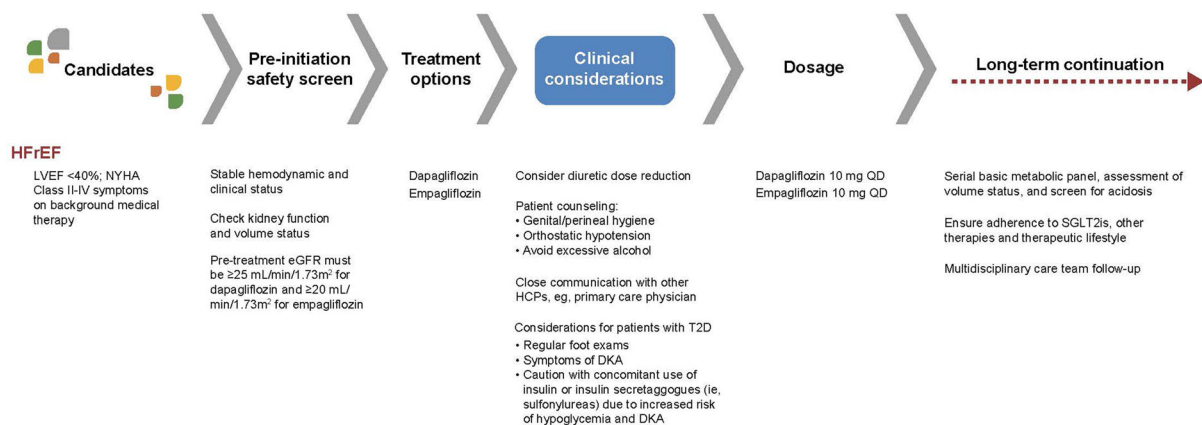 Candidates
Pre-initiation
safety screen
Treatment
options
Clinical
considerations
Dosage
Long-term continuation
HFrEF
LVEF <40%; NYHA
Class II-IV symptoms
on background medical
therapy
Stable hemodynamic and
clinical status
Check kidney function
and volume status
Pre-treatment eGFR must
be ≥25 mL/min/1.73m² for
dapagliflozin and ≥20 mL/
min/1.73m² for empagliflozin
Dapagliflozin
Empagliflozin
Consider diuretic dose reduction
Patient counseling:
• Genital/perineal hygiene
• Orthostatic hypotension
• Avoid excessive alcohol
Close communication with other
HCPs, eg, primary care physician
Considerations for patients with T2D
• Regular foot exams
• Symptoms of DKA
• Caution with concomitant use of
insulin or insulin secretaggogues (ie,
sulfonylureas) due to increased risk
of hypoglycemia and DKA
Dapagliflozin 10 mg QD
Empagliflozin 10 mg QD
Serial basic metabolic panel, assessment of
volume status, and screen for acidosis
Ensure adherence to SGLT2is, other
therapies and therapeutic lifestyle
Multidisciplinary care team follow-up